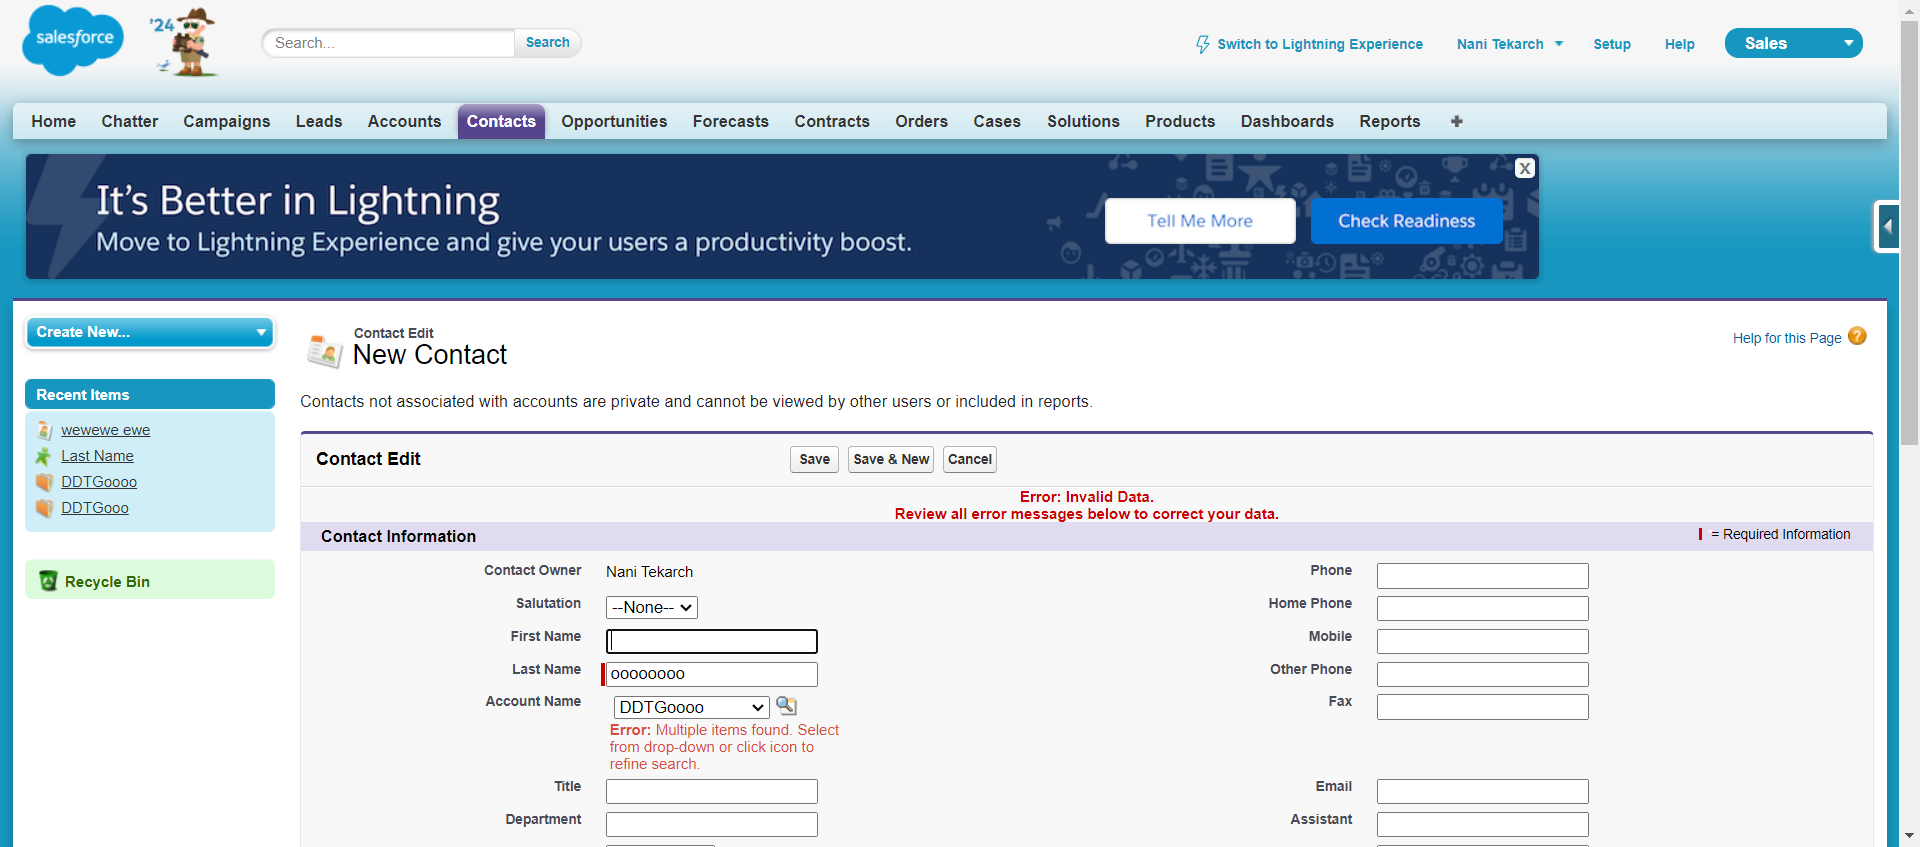 salesforce
'24
Search...
Search
Switch to Lightning Experience
Nani Tekarch
Setup
Help
Sales
Home
Chatter
Campaigns
Leads
Accounts
Contacts
Opportunities
Forecasts
Contracts
Orders
Cases
Solutions
Products
Dashboards
Reports
+
It's Better in Lightning
Move to Lightning Experience and give your users a productivity boost.
Tell Me More
Check Readiness
X
Create New...
Recent Items
wewewe ewe
Last Name
DDTGoooo
DDTGooo
Recycle Bin
Contact Edit
New Contact
Help for this Page
?
Contacts not associated with accounts are private and cannot be viewed by other users or included in reports.
Contact Edit
Save
Save & New
Cancel
Error: Invalid Data.
Review all error messages below to correct your data.
Contact Information
= Required Information
Contact Owner
Nani Tekarch
Phone
Salutation
--None--
Home Phone
First Name
Mobile
Last Name
oooooooo
Other Phone
Account Name
DDTGoooo
Fax
Error: Multiple items found. Select
from drop-down or click icon to
refine search.
Title
Email
Department
Assistant